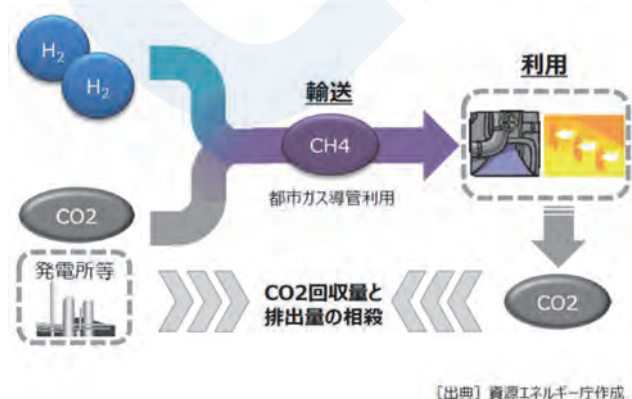 H₂
H₂
輸送
利用
CH4
都市ガス導管利用
CO2
発電所等
CO2回収量と
排出量の相殺
CO2
［出典］資源エネルギー庁作成